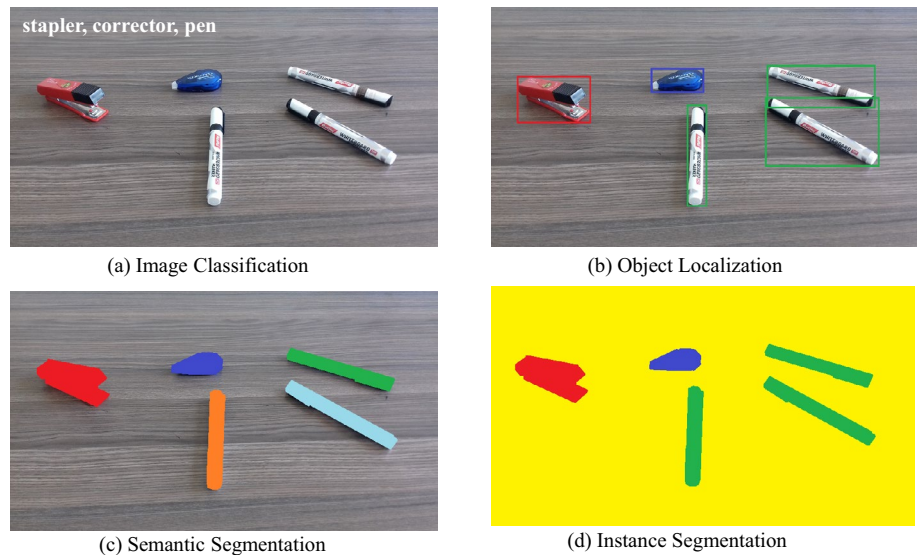 stapler, corrector, pen
(a) Image Classification
(b) Object Localization
(c) Semantic Segmentation
(d) Instance Segmentation